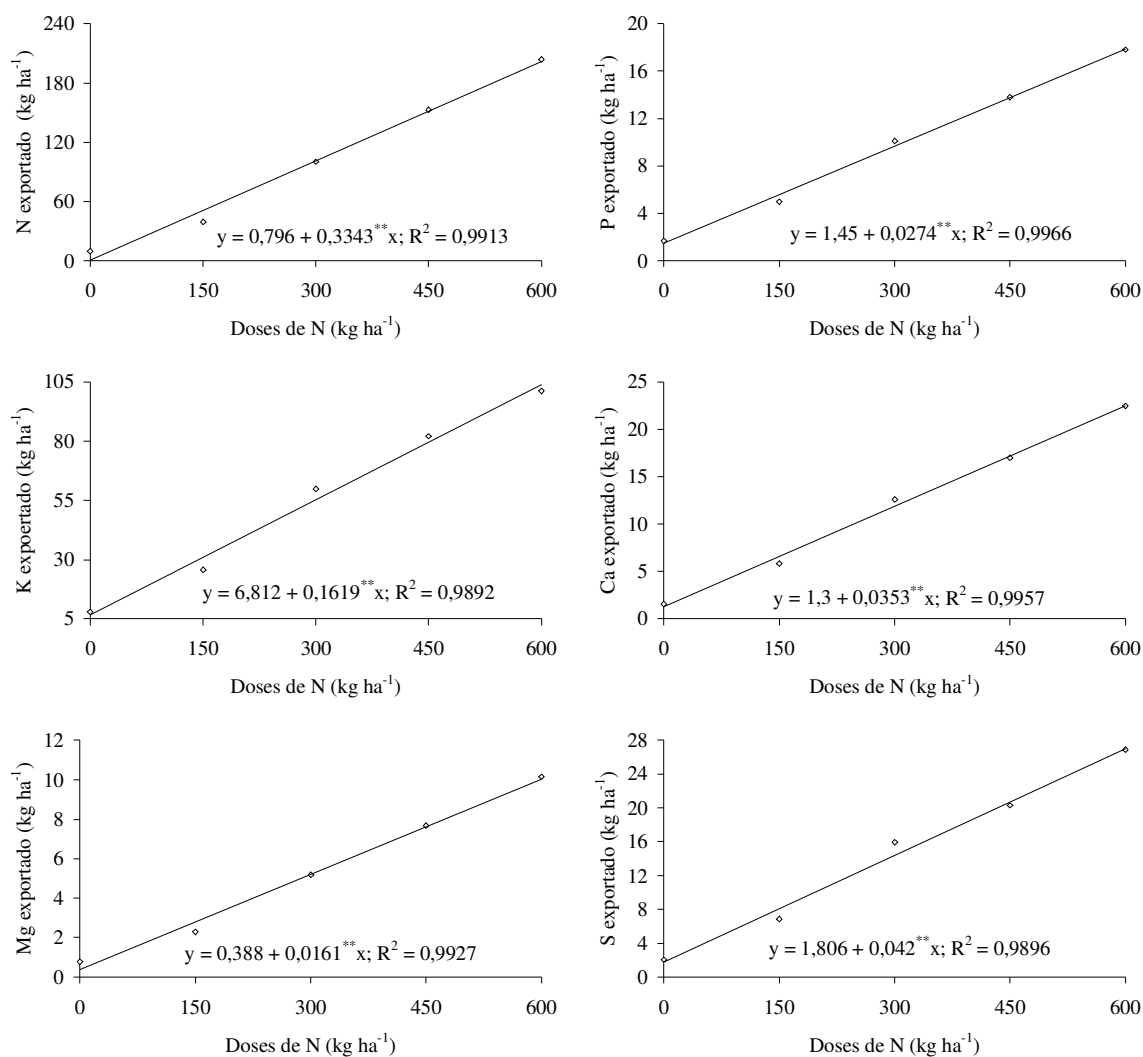 240
180
120
60
0
N exportado (kg ha⁻¹)
y = 0,796 + 0,3343**x; R² = 0,9913
0 150 300 450 600
Doses de N (kg ha⁻¹)
20
16
12
8
4
0
P exportado (kg ha⁻¹)
y = 1,45 + 0,0274**x; R² = 0,9966
0 150 300 450 600
Doses de N (kg ha⁻¹)
105
80
55
30
5
K expoertado (kg ha⁻¹)
y = 6,812 + 0,1619**x; R² = 0,9892
0 150 300 450 600
Doses de N (kg ha⁻¹)
25
20
15
10
5
0
Ca exportado (kg ha⁻¹)
y = 1,3 + 0,0353**x; R² = 0,9957
0 150 300 450 600
Doses de N (kg ha⁻¹)
12
10
8
6
4
2
0
Mg exportado (kg ha⁻¹)
y = 0,388 + 0,0161**x; R² = 0,9927
0 150 300 450 600
Doses de N (kg ha⁻¹)
28
24
20
16
12
8
4
0
S exportado (kg ha⁻¹)
y = 1,806 + 0,042**x; R² = 0,9896
0 150 300 450 600
Doses de N (kg ha⁻¹)